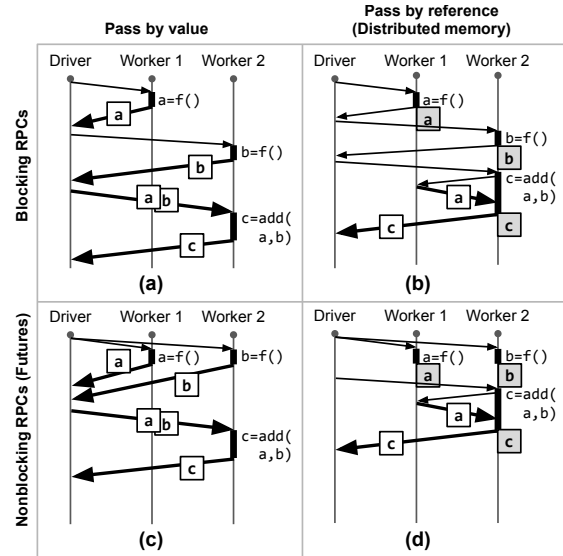 Pass by value
Pass by reference
(Distributed memory)
Blocking RPCs
Driver Worker 1 Worker 2
a=f()
a
b=f()
b
a b
c=add(
a,b)
c
(a)
Driver Worker 1 Worker 2
a=f()
a
b=f()
b
c=add(
a,b)
a
c c
(b)
Nonblocking RPCs (Futures)
Driver Worker 1 Worker 2
a=f() b=f()
a
b
a b
c=add(
a,b)
c
(c)
Driver Worker 1 Worker 2
a=f() b=f()
a b
c=add(
a,b)
a
c c
(d)